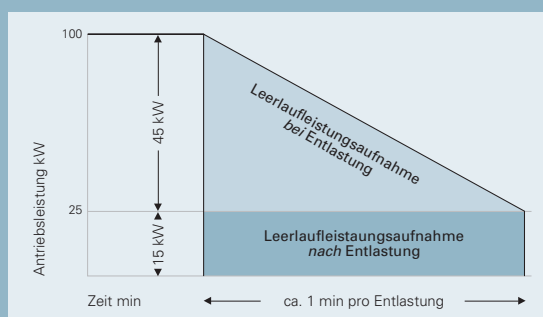 Antriebsleistung kW
100
25
45 kW
15 kW
Leerlaufleistungsaufnahme
bei Entlastung
Leerlaufleistaungsaufnahme
nach Entlastung
Zeit min
ca. 1 min pro Entlastung